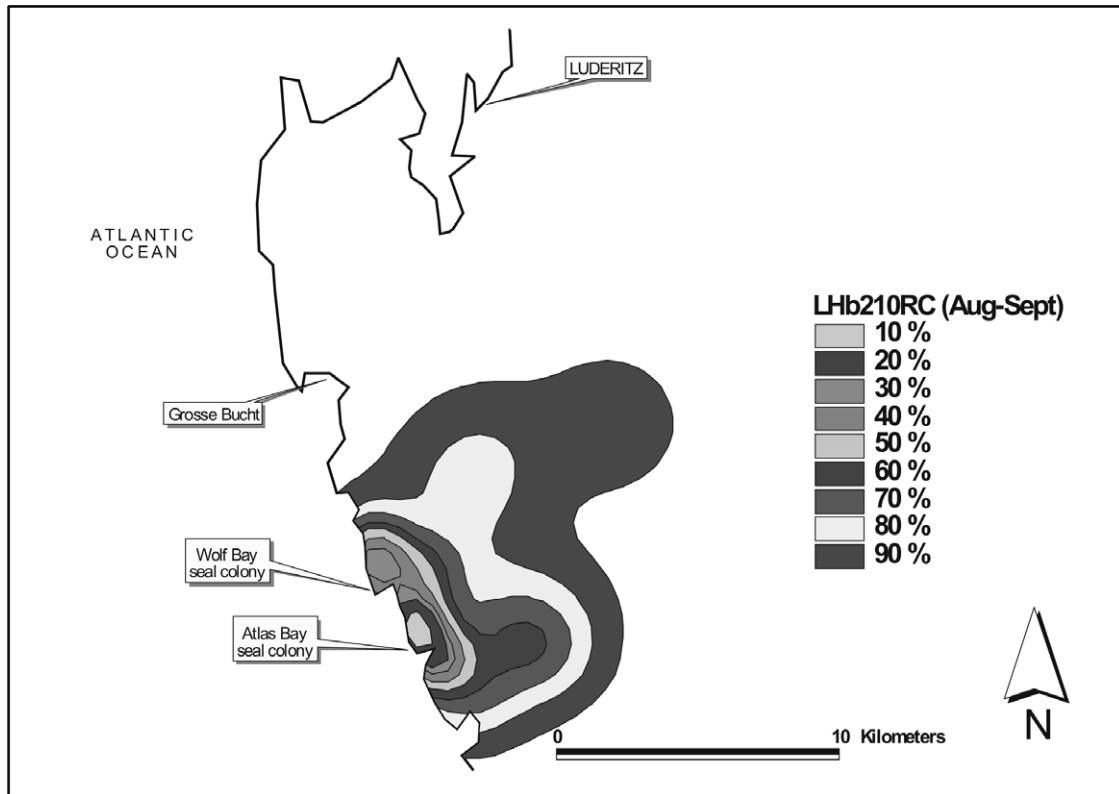 LUDERITZ
ATLANTIC
OCEAN
LHb210RC (Aug-Sept)
10 %
20 %
30 %
40 %
50 %
60 %
70 %
80 %
90 %
Grosse Bucht
Wolf Bay
seal colony
Atlas Bay
seal colony
0
10 Kilometers
N